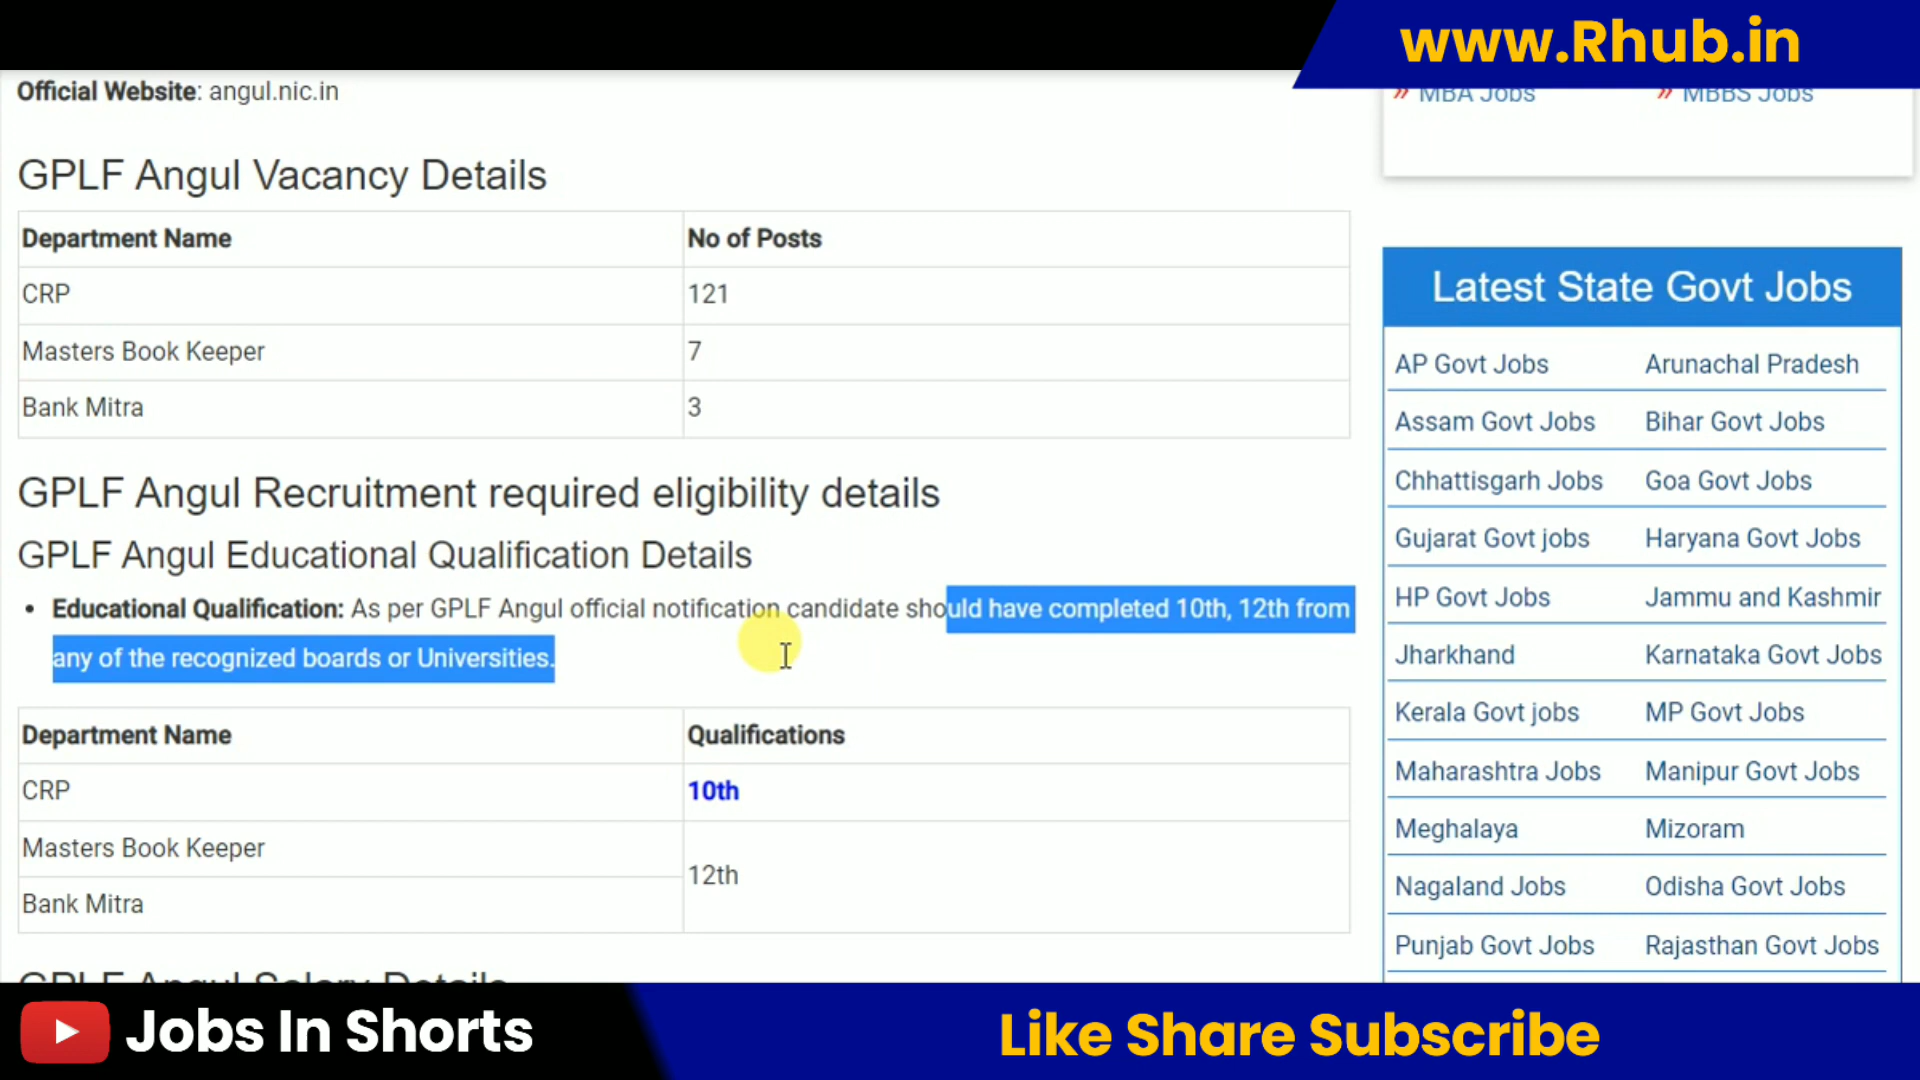 www.Rhub.in
Official Website: angul.nic.in
» MBA Jobs
» MBBS Jobs
GPLF Angul Vacancy Details
Department Name
No of Posts
CRP
121
Masters Book Keeper
7
Bank Mitra
3
GPLF Angul Recruitment required eligibility details
GPLF Angul Educational Qualification Details
• Educational Qualification: As per GPLF Angul official notification candidate should have completed 10th, 12th from
any of the recognized boards or Universities.
Department Name
Qualifications
CRP
10th
Masters Book Keeper
12th
Bank Mitra
GPLF Angul Salary Details
Latest State Govt Jobs
AP Govt Jobs
Arunachal Pradesh
Assam Govt Jobs
Bihar Govt Jobs
Chhattisgarh Jobs
Goa Govt Jobs
Gujarat Govt jobs
Haryana Govt Jobs
HP Govt Jobs
Jammu and Kashmir
Jharkhand
Karnataka Govt Jobs
Kerala Govt jobs
MP Govt Jobs
Maharashtra Jobs
Manipur Govt Jobs
Meghalaya
Mizoram
Nagaland Jobs
Odisha Govt Jobs
Punjab Govt Jobs
Rajasthan Govt Jobs
Jobs In Shorts
Like Share Subscribe